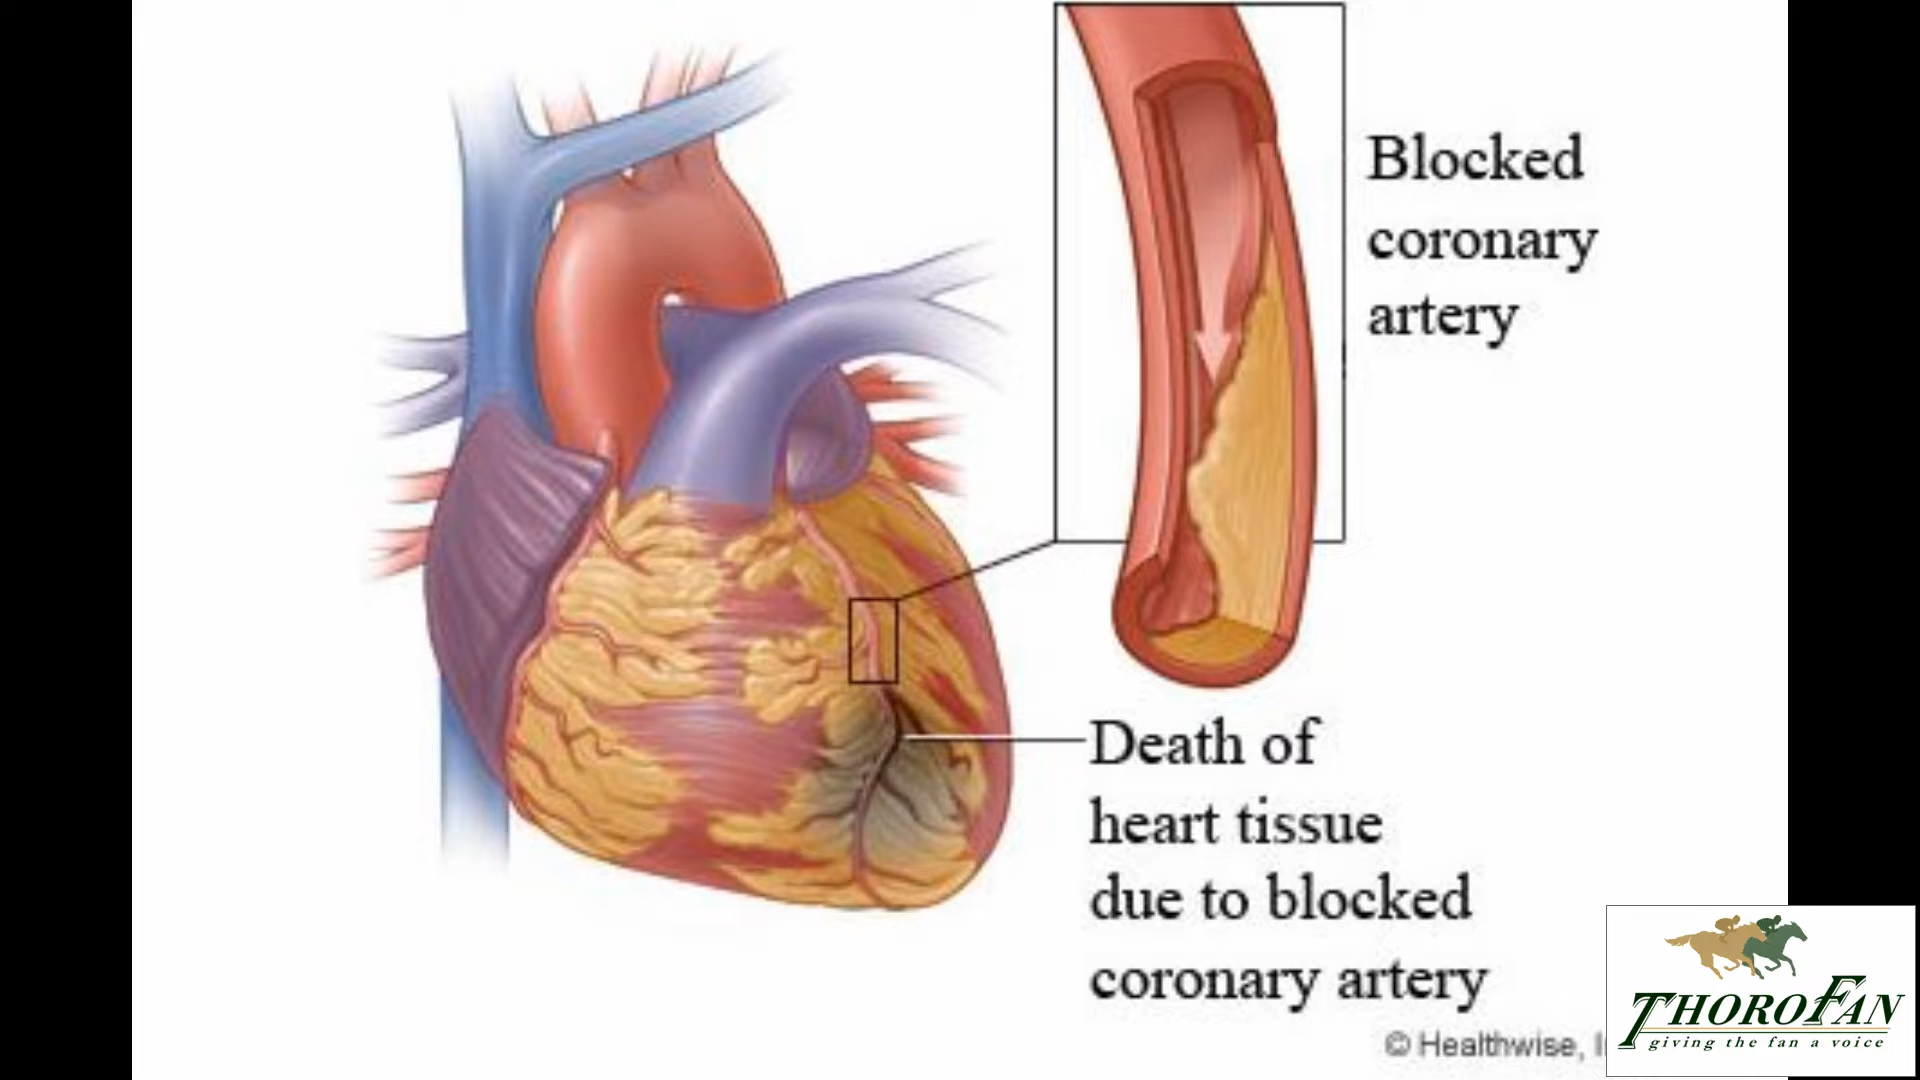 Blocked
coronary
artery
Death of
heart tissue
due to blocked
coronary artery
© Healthwise,
THOROFAN
giving the fan a voice